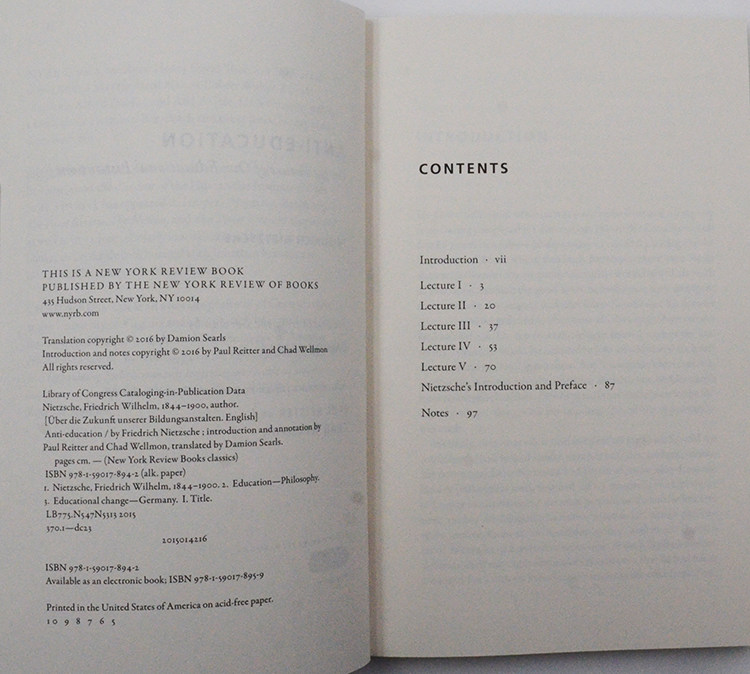 THIS IS A NEW YORK REVIEW BOOK
PUBLISHED BY THE NEW YORK REVIEW OF BOOKS
435 Hudson Street, New York, NY 10014
www.nyrb.com
Translation copyright © 2016 by Damion Searls
Introduction and notes copyright © 2016 by Paul Reitter and Chad Wellmon
All rights reserved.
Library of Congress Cataloging-in-Publication Data
Nietzsche, Friedrich Wilhelm, 1844–1900, author.
[Über die Zukunft unserer Bildungsanstalten. English]
Anti-education / by Friedrich Nietzsche ; introduction and annotation by
Paul Reitter and Chad Wellmon, translated by Damion Searls.
pages cm. — (New York Review Books classics)
ISBN 978-1-59017-894-2 (alk. paper)
1. Nietzsche, Friedrich Wilhelm, 1844–1900. 2. Education—Philosophy.
3. Educational change—Germany. I. Title.
LB775.N547N5313 2015
370.1—dc23
2015014216
ISBN 978-1-59017-894-2
Available as an electronic book; ISBN 978-1-59017-895-9
Printed in the United States of America on acid-free paper.
10 9 8 7 6 5
CONTENTS
Introduction · vii
Lecture I · 3
Lecture II · 20
Lecture III · 37
Lecture IV · 53
Lecture V · 70
Nietzsche's Introduction and Preface · 87
Notes · 97